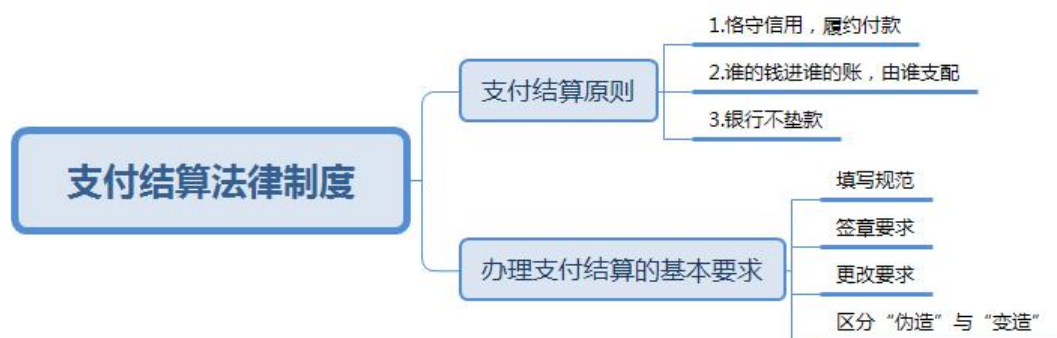 支付结算法律制度
支付结算原则
1.恪守信用，履约付款
2.谁的钱进谁的账，由谁支配
3.银行不垫款
办理支付结算的基本要求
填写规范
签章要求
更改要求
区分“伪造”与“变造”